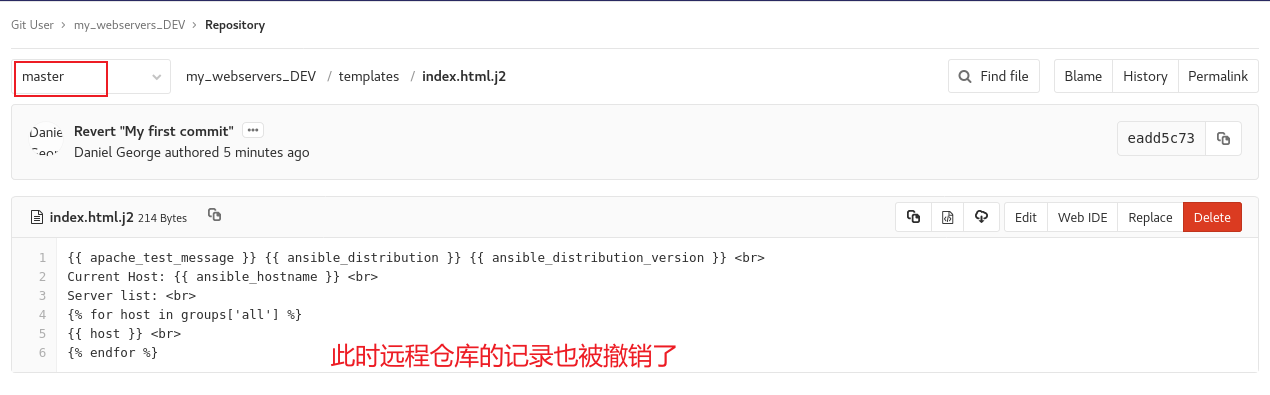 Git User › my_webservers_DEV › Repository
master my_webservers_DEV / templates / index.html.j2 Find file Blame History Permalink
Danie Revert "My first commit" eadd5c73
Daniel George authored 5 minutes ago
index.html.j2 214 Bytes Edit Web IDE Replace Delete
1 {{ apache_test_message }} {{ ansible_distribution }} {{ ansible_distribution_version }} <br>
2 Current Host: {{ ansible_hostname }} <br>
3 Server list: <br>
4 {% for host in groups['all'] %}
5 {{ host }} <br>
6 {% endfor %}
此时远程仓库的记录也被撤销了